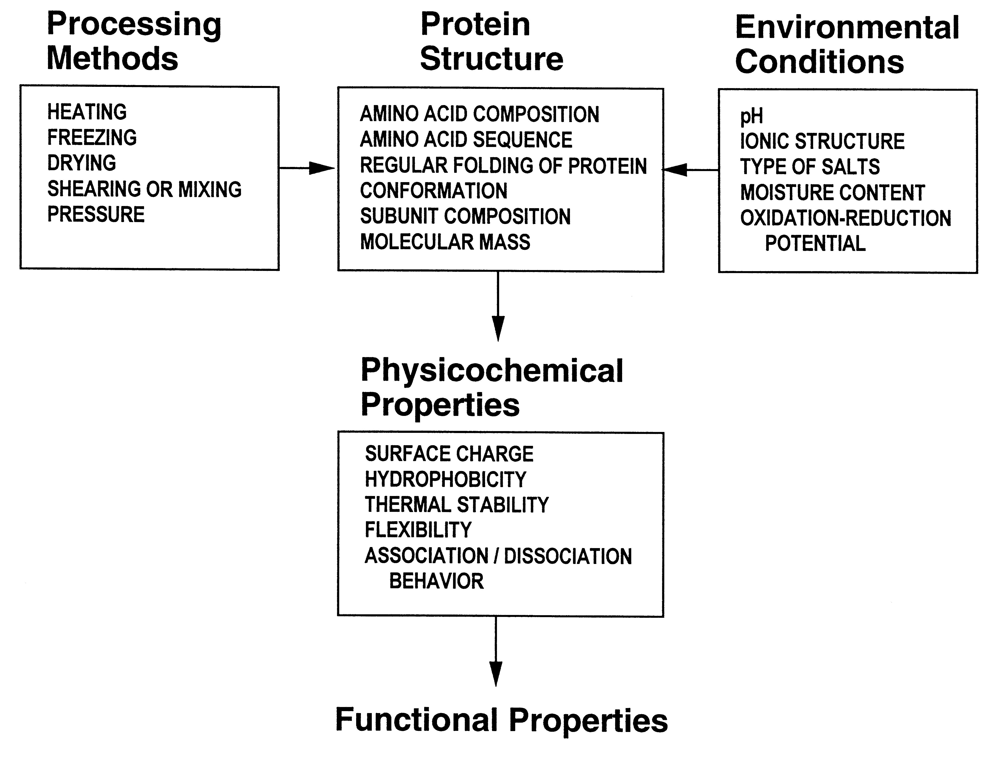 Processing
Methods
HEATING
FREEZING
DRYING
SHEARING OR MIXING
PRESSURE
Protein
Structure
AMINO ACID COMPOSITION
AMINO ACID SEQUENCE
REGULAR FOLDING OF PROTEIN
CONFORMATION
SUBUNIT COMPOSITION
MOLECULAR MASS
Environmental
Conditions
pH
IONIC STRUCTURE
TYPE OF SALTS
MOISTURE CONTENT
OXIDATION-REDUCTION
POTENTIAL
Physicochemical
Properties
SURFACE CHARGE
HYDROPHOBICITY
THERMAL STABILITY
FLEXIBILITY
ASSOCIATION / DISSOCIATION
BEHAVIOR
Functional Properties